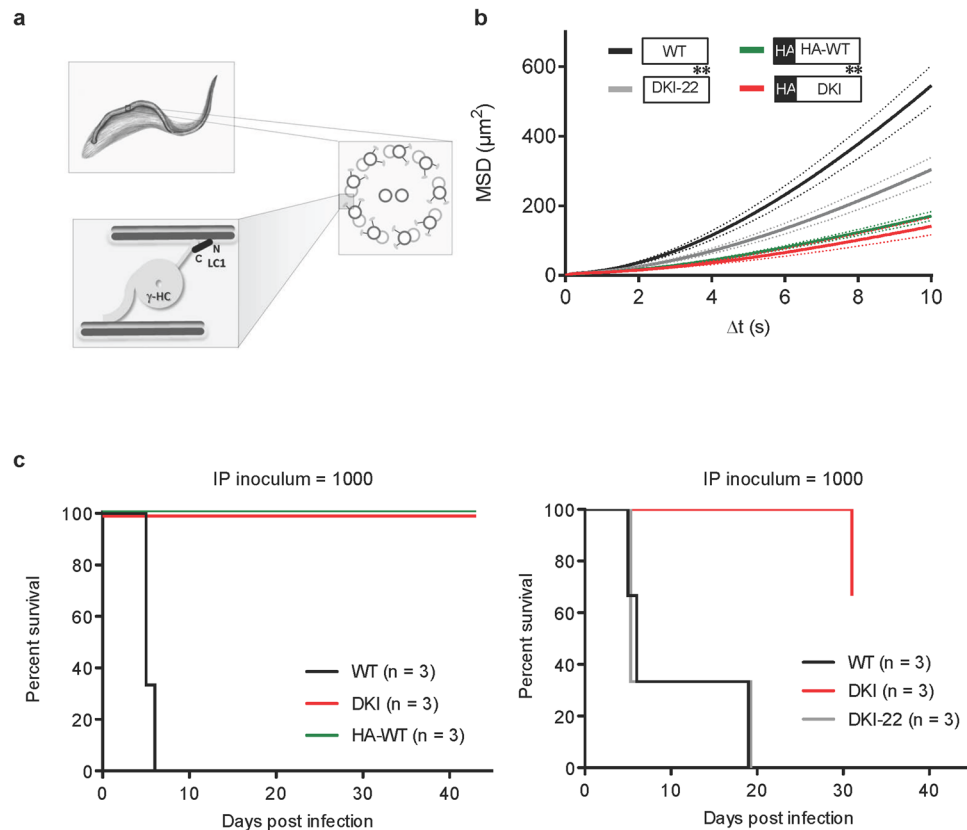 a
N
C
LC1
γ-HC
b
WT
HA HA-WT
**
**
DKI-22
HA DKI
MSD (µm²)
600
400
200
0
0 2 4 6 8 10
Δt (s)
c
IP inoculum = 1000
Percent survival
100
80
60
40
20
0
WT (n = 3)
DKI (n = 3)
HA-WT (n = 3)
0 10 20 30 40
Days post infection
IP inoculum = 1000
Percent survival
100
80
60
40
20
0
WT (n = 3)
DKI (n = 3)
DKI-22 (n = 3)
0 10 20 30 40
Days post infection